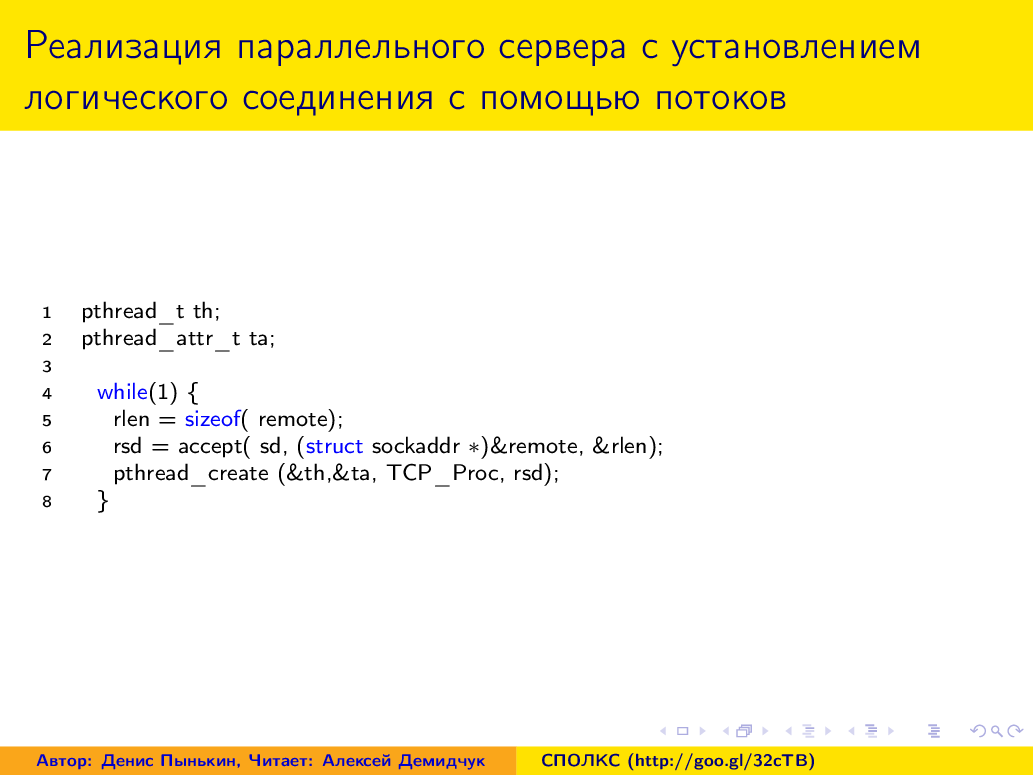 Реализация параллельного сервера с установлением
логического соединения с помощью потоков
1 pthread_t th;
2 pthread_attr_t ta;
3
4 while(1) {
5 rlen = sizeof( remote);
6 rsd = accept( sd, (struct sockaddr *)&remote, &rlen);
7 pthread_create (&th,&ta, TCP_Proc, rsd);
8 }
Автор: Денис Пынькин, Читает: Алексей Демидчук СПОЛКС (http://goo.gl/32cTB)